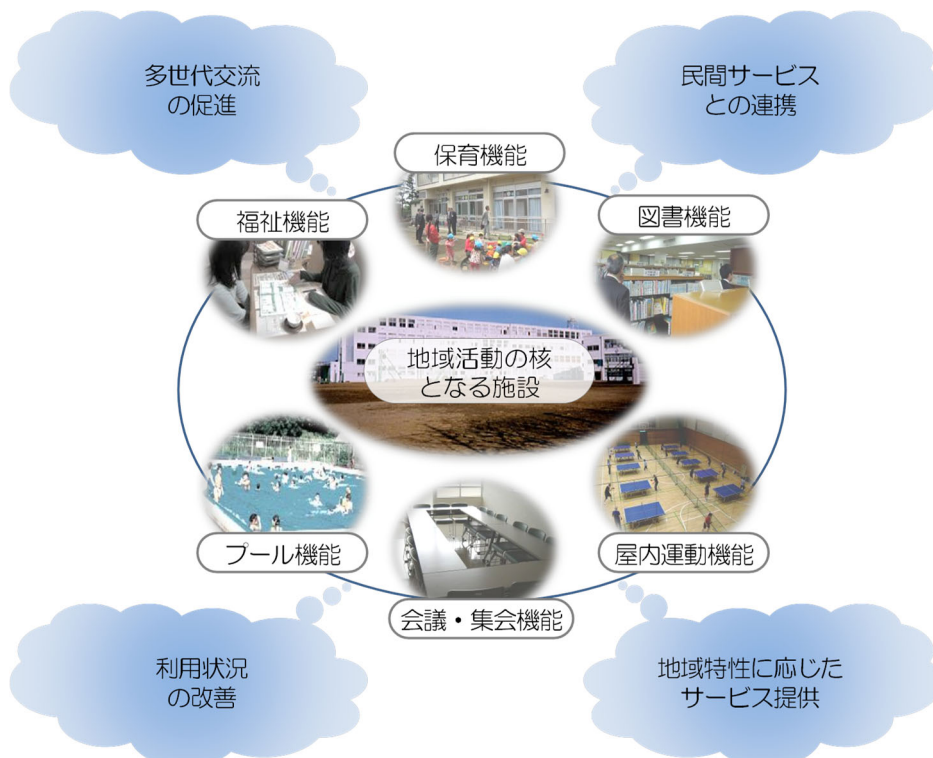 多世代交流
の促進
民間サービス
との連携
保育機能
福祉機能
図書機能
地域活動の核
となる施設
プール機能
屋内運動機能
会議・集会機能
利用状況
の改善
地域特性に応じた
サービス提供